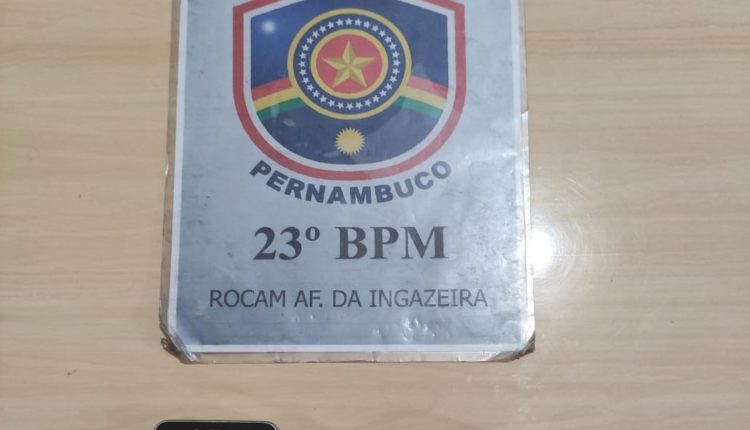 PERNAMBUCO
23º BPM
ROCAM AF. DA INGAZEIRA